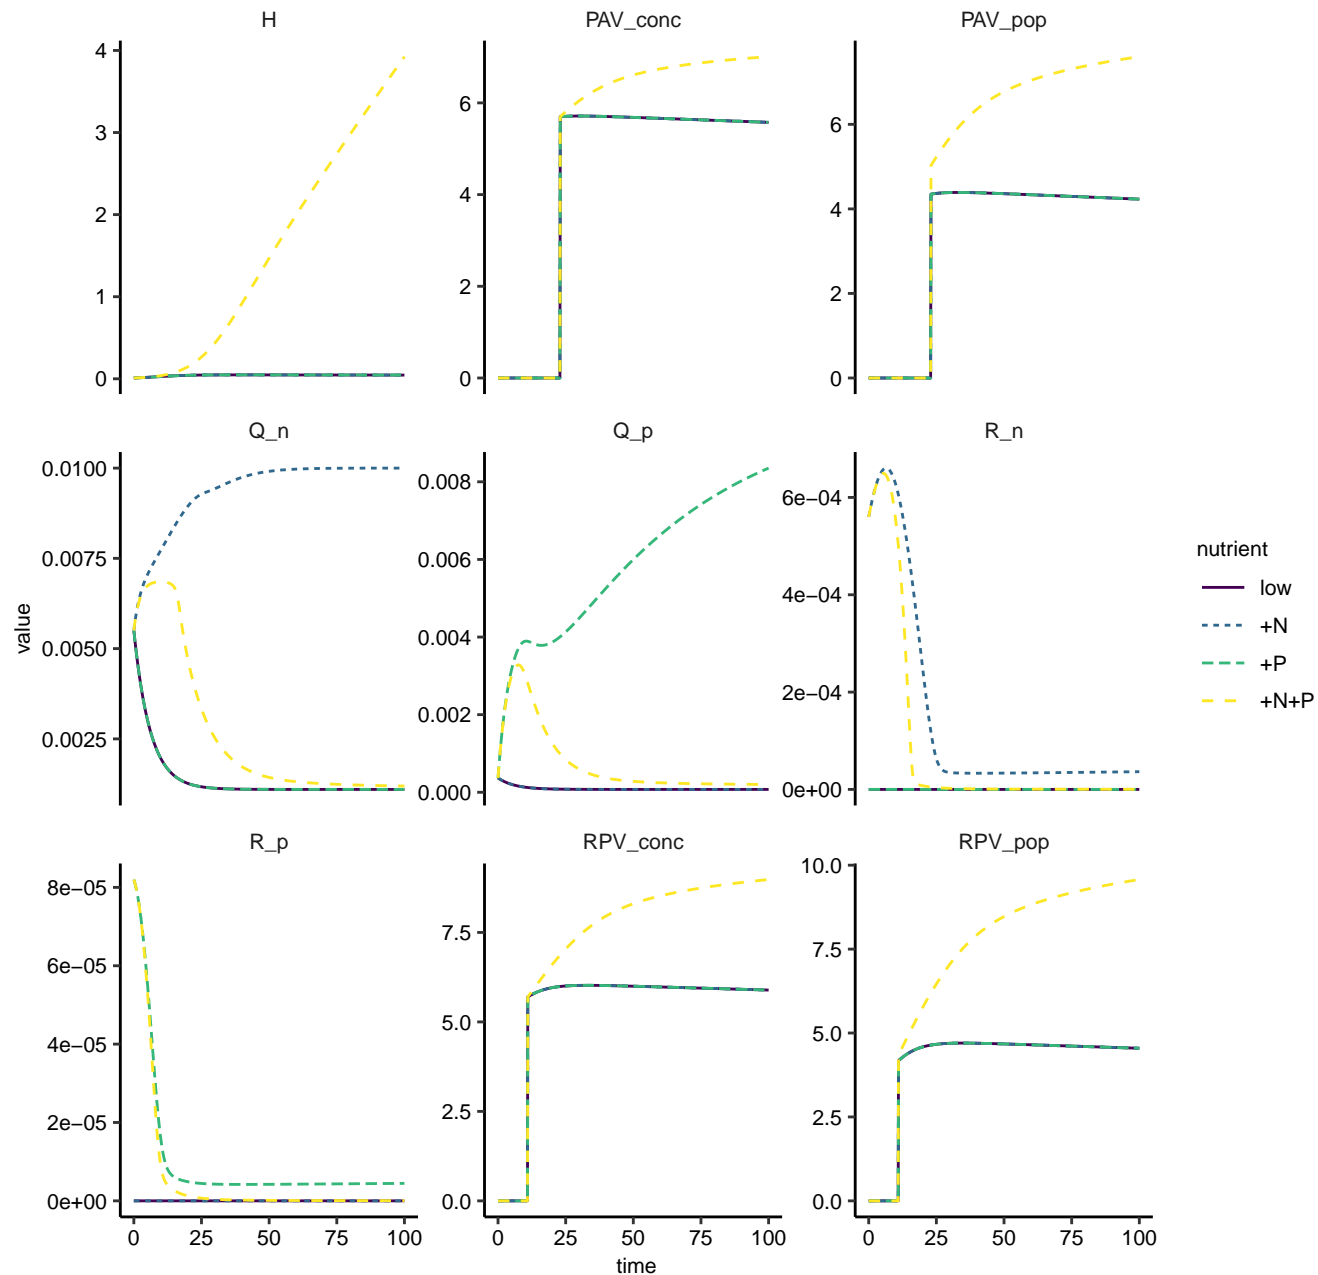 H
PAV_conc
PAV_pop
4
3
2
1
0
6
4
2
0
6
4
2
0
Q_n
Q_p
R_n
0.0100
0.0075
0.0050
0.0025
0.008
0.006
0.004
0.002
0.000
6e−04
4e−04
2e−04
0e+00
R_p
RPV_conc
RPV_pop
8e−05
6e−05
4e−05
2e−05
0e+00
7.5
5.0
2.5
0.0
10.0
7.5
5.0
2.5
0.0
0 25 50 75 100
0 25 50 75 100
0 25 50 75 100
time
value
nutrient
low
+N
+P
+N+P